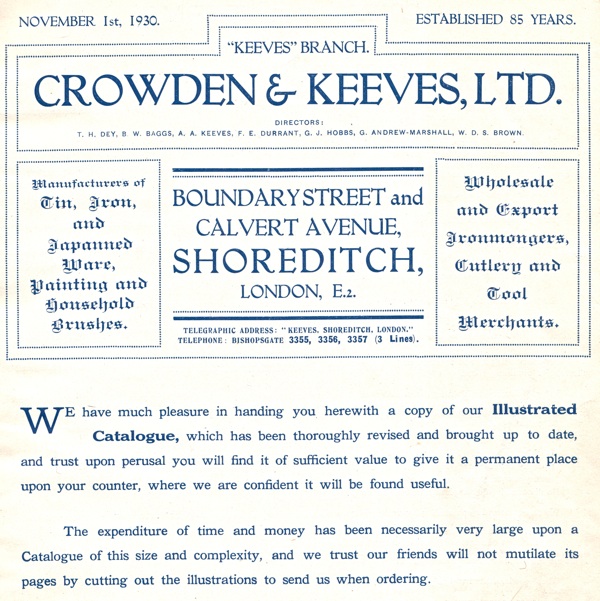 NOVEMBER 1st, 1930.
ESTABLISHED 85 YEARS.
"KEEVES" BRANCH.
CROWDEN & KEEVES, LTD.
DIRECTORS:
T. H. DEY, B. W. BAGGS, A. A. KEEVES, F. E. DURRANT, G. J. HOBBS, G. ANDREW-MARSHALL, W. D. S. BROWN.
Manufacturers of
Tin, Iron,
and
Japanned
Ware,
Painting and
Household
Brushes.
BOUNDARY STREET and
CALVERT AVENUE,
SHOREDITCH,
LONDON, E.2.
TELEGRAPHIC ADDRESS: "KEEVES, SHOREDITCH, LONDON."
TELEPHONE: BISHOPSGATE 3355, 3356, 3357 (3 Lines).
Wholesale
and Export
Ironmongers,
Cutlery and
Tool
Merchants.
WE have much pleasure in handing you herewith a copy of our Illustrated
Catalogue, which has been thoroughly revised and brought up to date,
and trust upon perusal you will find it of sufficient value to give it a permanent place
upon your counter, where we are confident it will be found useful.
The expenditure of time and money has been necessarily very large upon a
Catalogue of this size and complexity, and we trust our friends will not mutilate its
pages by cutting out the illustrations to send us when ordering.